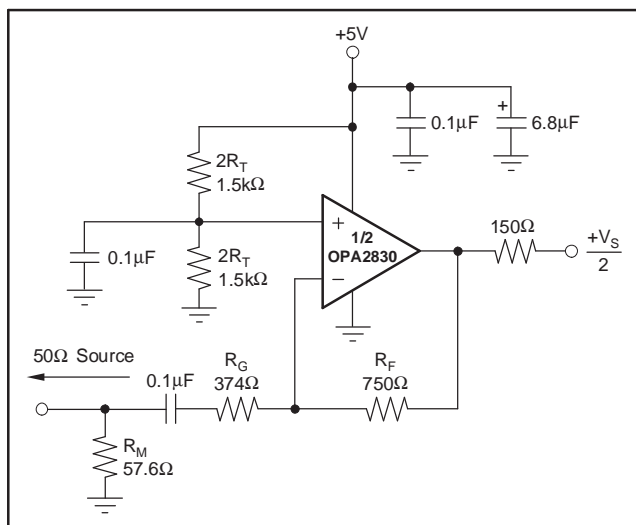 +5V
0.1μF
+
6.8μF
2R_T
1.5kΩ
+
1/2
OPA2830
−
150Ω
+V_S
2
0.1μF
2R_T
1.5kΩ
50Ω Source
0.1μF
R_G
374Ω
R_F
750Ω
R_M
57.6Ω